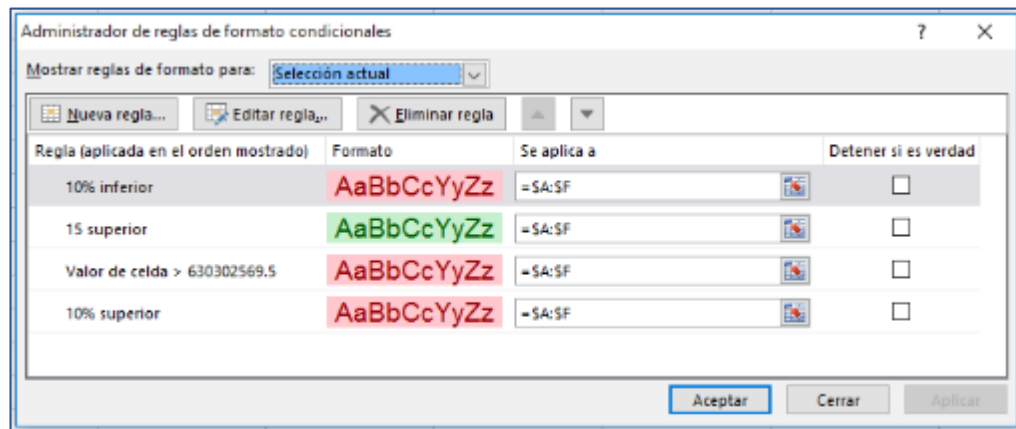 Administrador de reglas de formato condicionales ? ✕
Mostrar reglas de formato para: Selección actual
Nueva regla... Editar regla... Eliminar regla
Regla (aplicada en el orden mostrado) Formato Se aplica a Detener si es verdad
10% inferior AaBbCcYyZz =$A:$F
15 superior AaBbCcYyZz =$A:$F
Valor de celda > 630302569.5 AaBbCcYyZz =$A:$F
10% superior AaBbCcYyZz =$A:$F
Aceptar Cerrar Aplicar